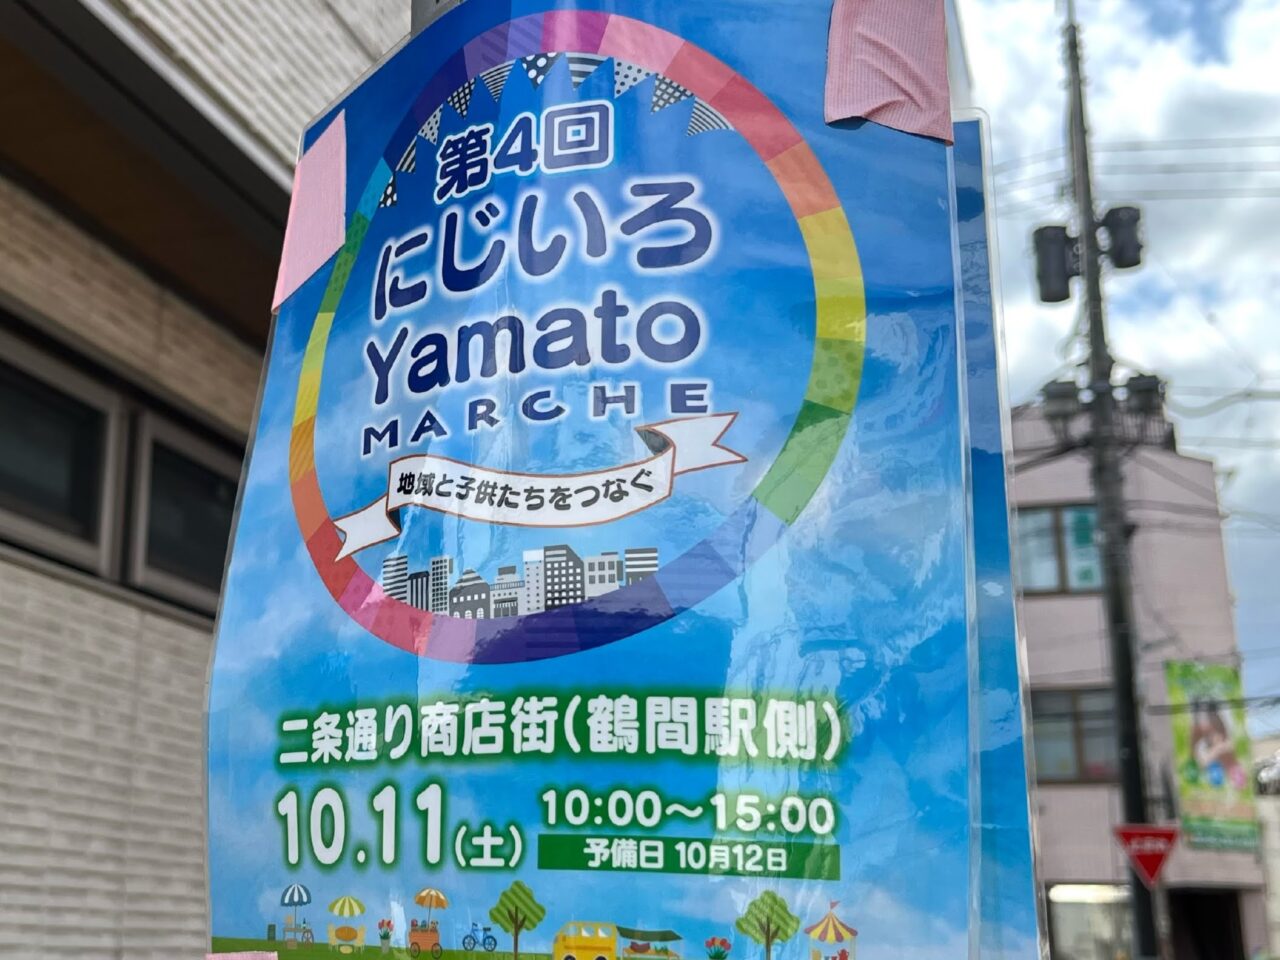 第4回
にじいろ
Yamato
MARCHE
地域と子供たちをつなぐ
二条通り商店街(鶴間駅側)
10.11(土)
10:00～15:00
予備日 10月12日